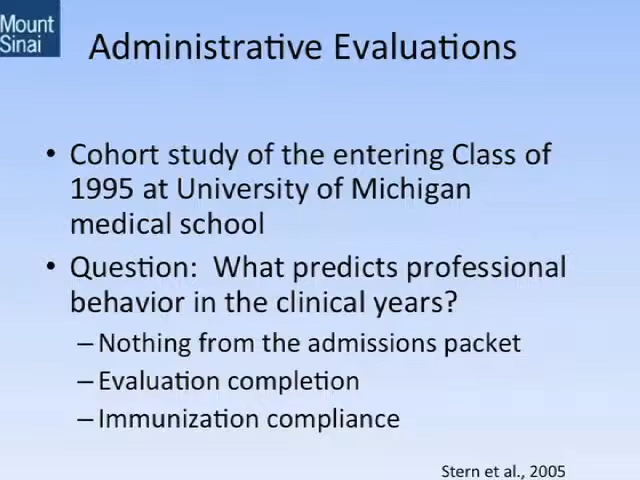 Mount
Sinai
Administrative Evaluations
• Cohort study of the entering Class of
1995 at University of Michigan
medical school
• Question: What predicts professional
behavior in the clinical years?
– Nothing from the admissions packet
– Evaluation completion
– Immunization compliance
Stern et al., 2005